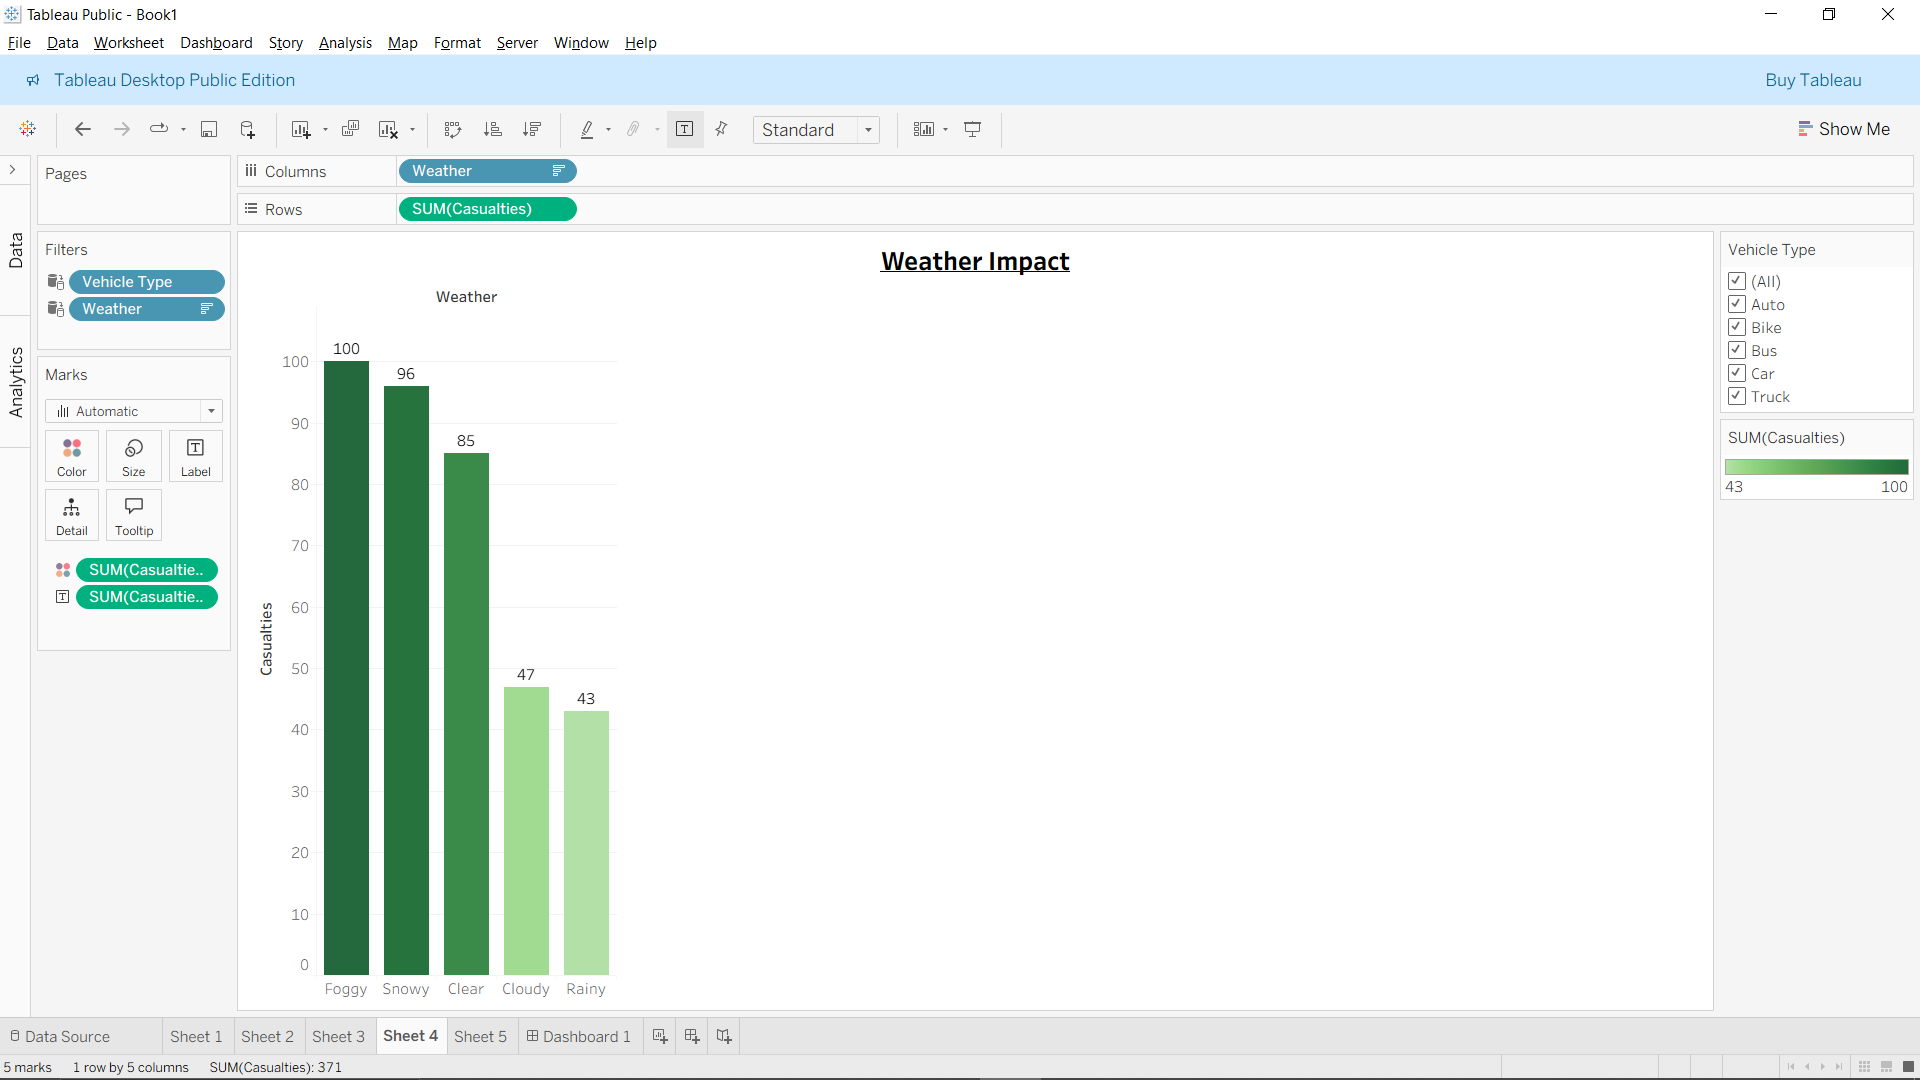 Tableau Public - Book1
File Data Worksheet Dashboard Story Analysis Map Format Server Window Help
Tableau Desktop Public Edition
Buy Tableau
Standard
Show Me
Data
Analytics
Pages
Columns
Weather
Rows
SUM(Casualties)
Filters
Vehicle Type
Weather
Marks
Automatic
Color
Size
Label
Detail
Tooltip
SUM(Casualtie..
SUM(Casualtie..
Weather Impact
Weather
Casualties
100
90
80
70
60
50
40
30
20
10
0
100
96
85
47
43
Foggy
Snowy
Clear
Cloudy
Rainy
Vehicle Type
(All)
Auto
Bike
Bus
Car
Truck
SUM(Casualties)
43
100
Data Source
Sheet 1
Sheet 2
Sheet 3
Sheet 4
Sheet 5
Dashboard 1
5 marks
1 row by 5 columns
SUM(Casualties): 371